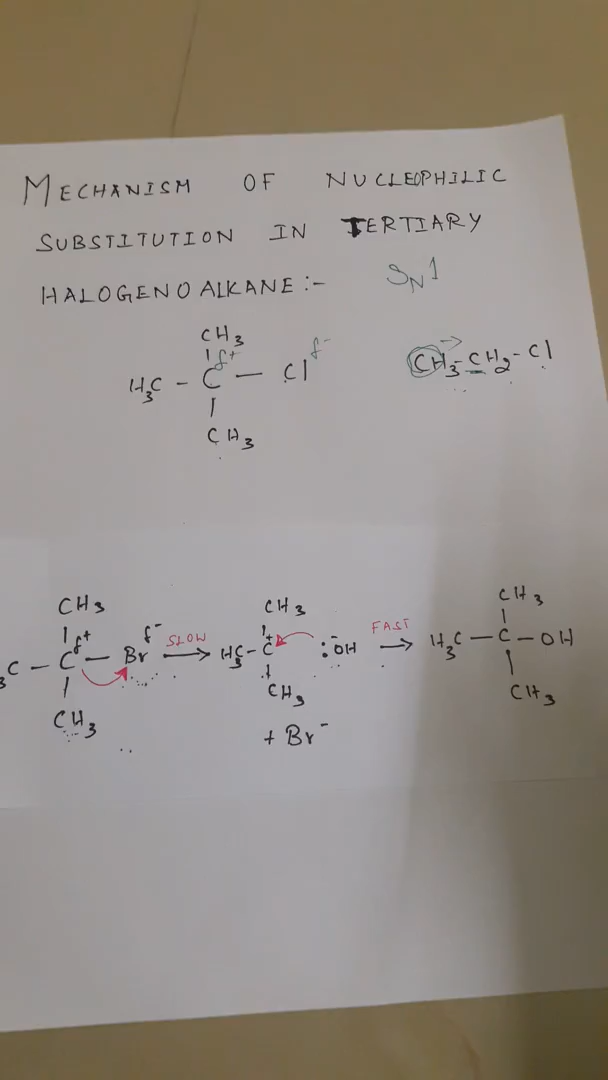 MECHANISM OF NUCLEOPHILIC
SUBSTITUTION IN TERTIARY
HALOGENOALKANE :- SN1
CH3
δ+ δ-
H3C - C - Cl CH3-CH2-Cl
CH3
CH3 CH3 CH3
δ+ δ- SLOW + - FAST
3C - C - Br → H3C - C :OH → H3C - C - OH
CH3 CH3 CH3
+ Br-